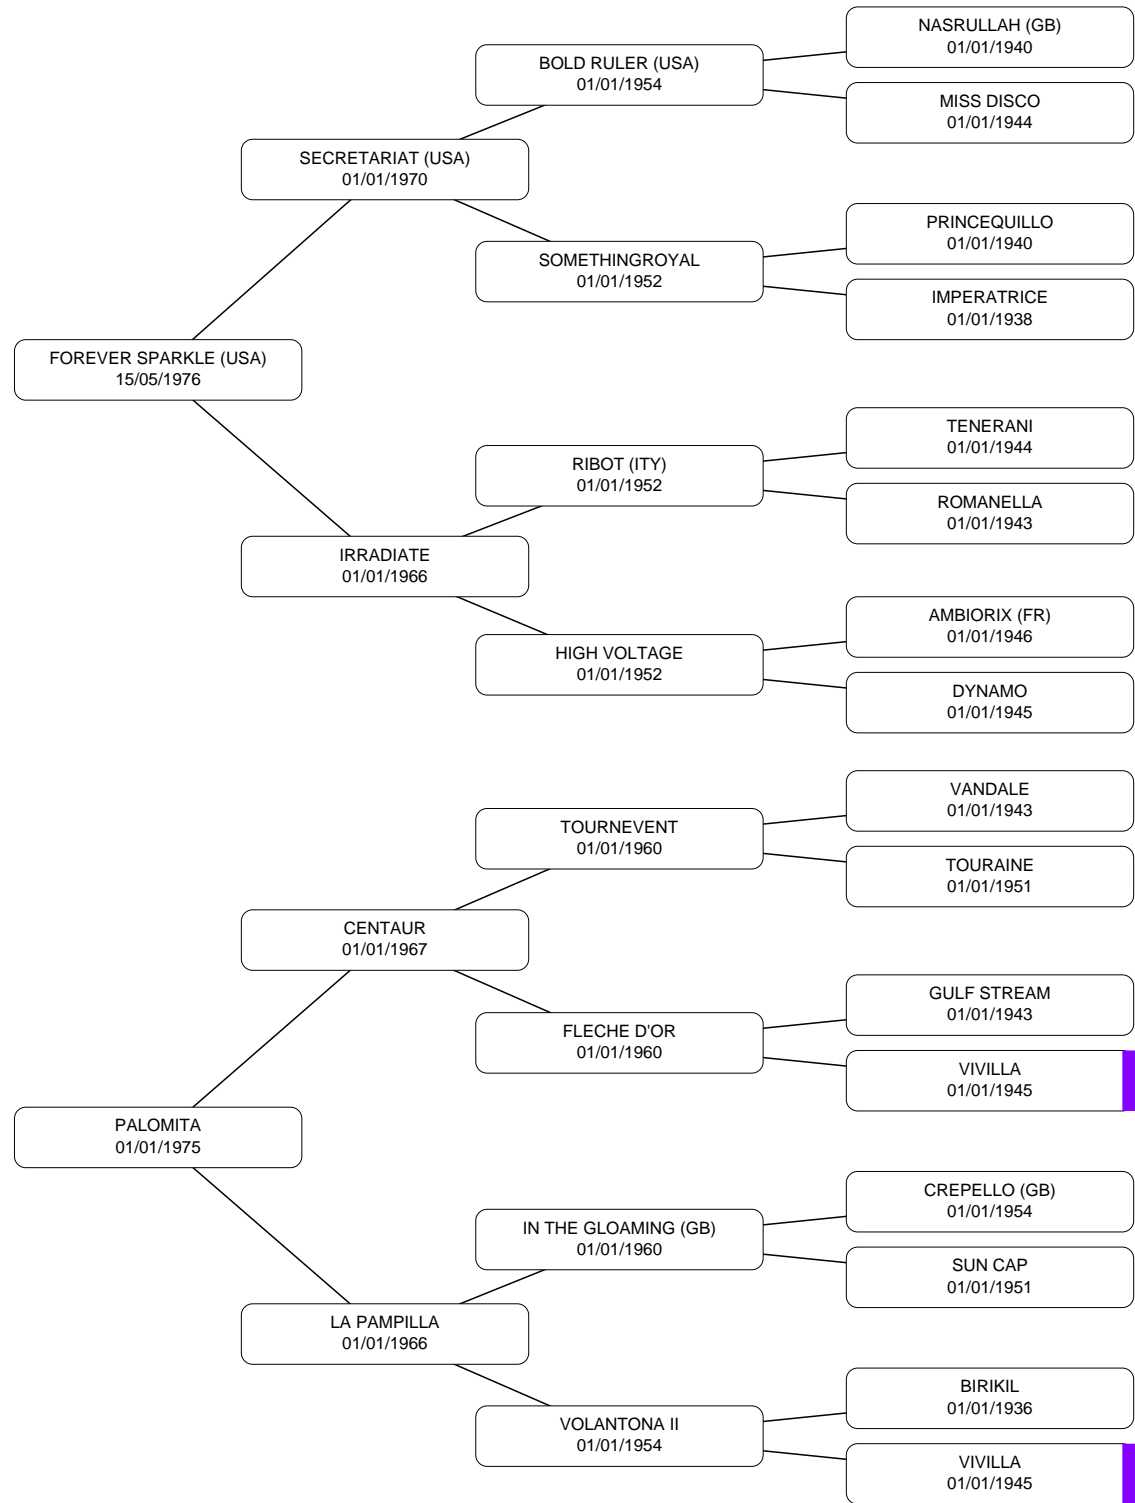 NASRULLAH (GB)
01/01/1940
BOLD RULER (USA)
01/01/1954
MISS DISCO
01/01/1944
SECRETARIAT (USA)
01/01/1970
PRINCEQUILLO
01/01/1940
SOMETHINGROYAL
01/01/1952
IMPERATRICE
01/01/1938
FOREVER SPARKLE (USA)
15/05/1976
TENERANI
01/01/1944
RIBOT (ITY)
01/01/1952
ROMANELLA
01/01/1943
IRRADIATE
01/01/1966
AMBIORIX (FR)
01/01/1946
HIGH VOLTAGE
01/01/1952
DYNAMO
01/01/1945
VANDALE
01/01/1943
TOURNEVENT
01/01/1960
TOURAINE
01/01/1951
CENTAUR
01/01/1967
GULF STREAM
01/01/1943
FLECHE D'OR
01/01/1960
VIVILLA
01/01/1945
PALOMITA
01/01/1975
CREPELLO (GB)
01/01/1954
IN THE GLOAMING (GB)
01/01/1960
SUN CAP
01/01/1951
LA PAMPILLA
01/01/1966
BIRIKIL
01/01/1936
VOLANTONA II
01/01/1954
VIVILLA
01/01/1945